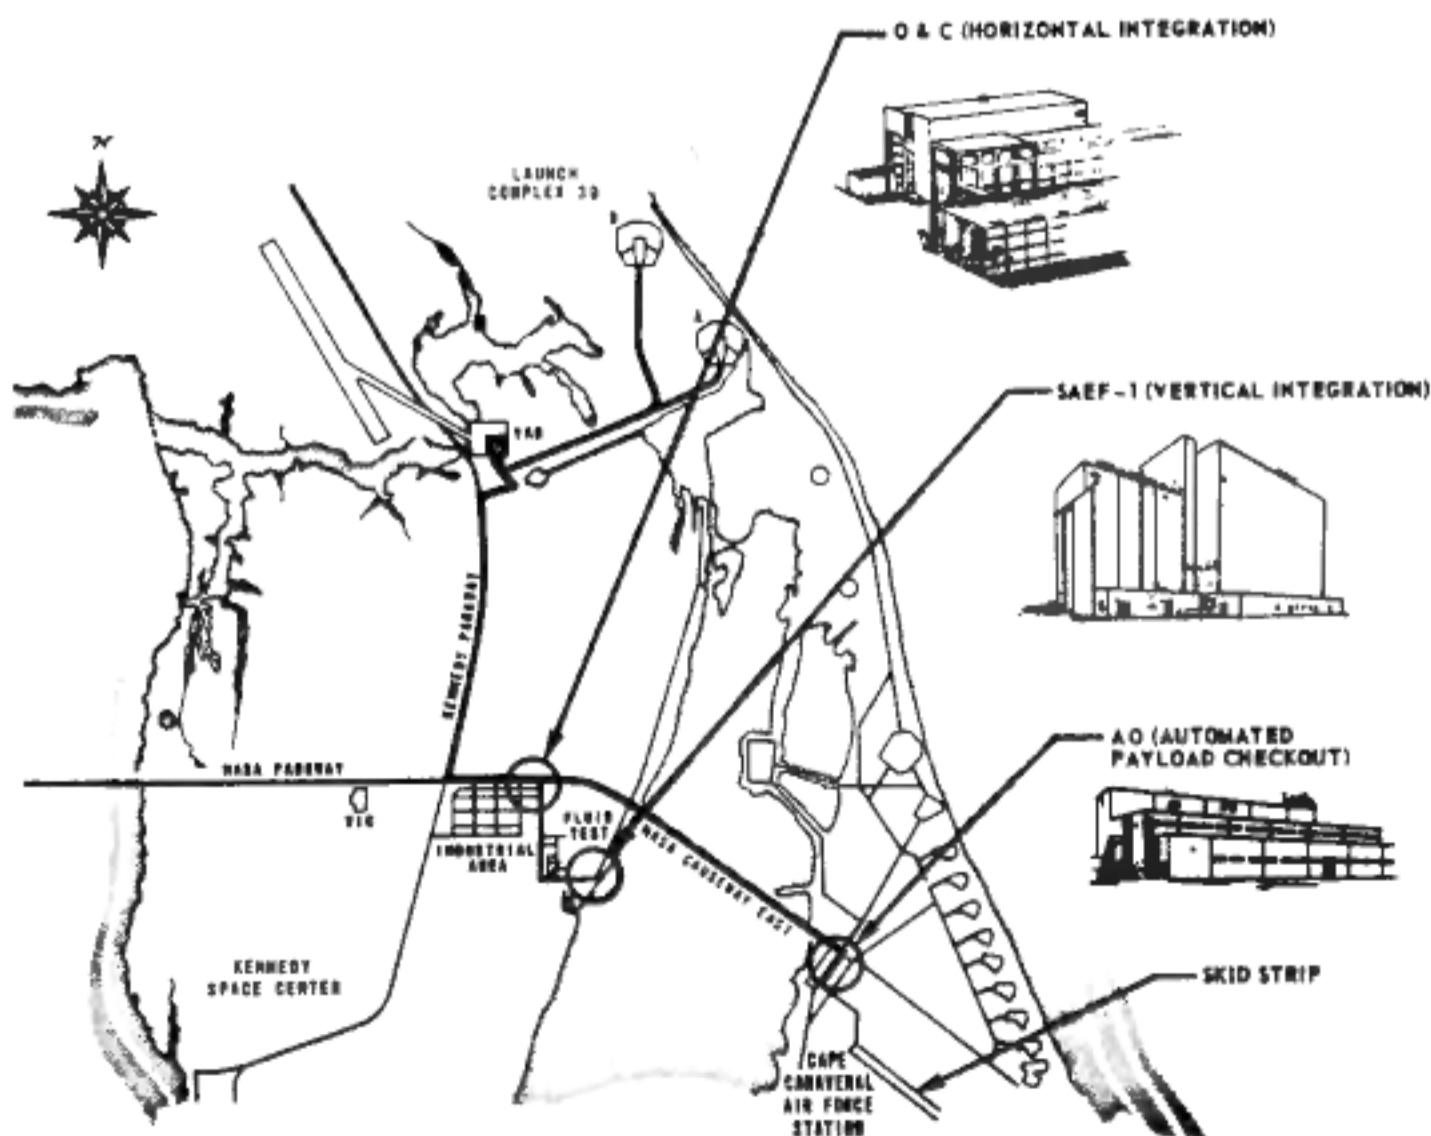 O & C (HORIZONTAL INTEGRATION)
N
LAUNCH
COMPLEX 39
B
A
SAEF-1 (VERTICAL INTEGRATION)
VAB
KENNEDY PARKWAY
AO (AUTOMATED
PAYLOAD CHECKOUT)
NASA PARKWAY
VIC
FLUID
TEST
INDUSTRIAL
AREA
NASA CAUSEWAY EAST
KENNEDY
SPACE CENTER
SKID STRIP
CAPE
CANAVERAL
AIR FORCE
STATION